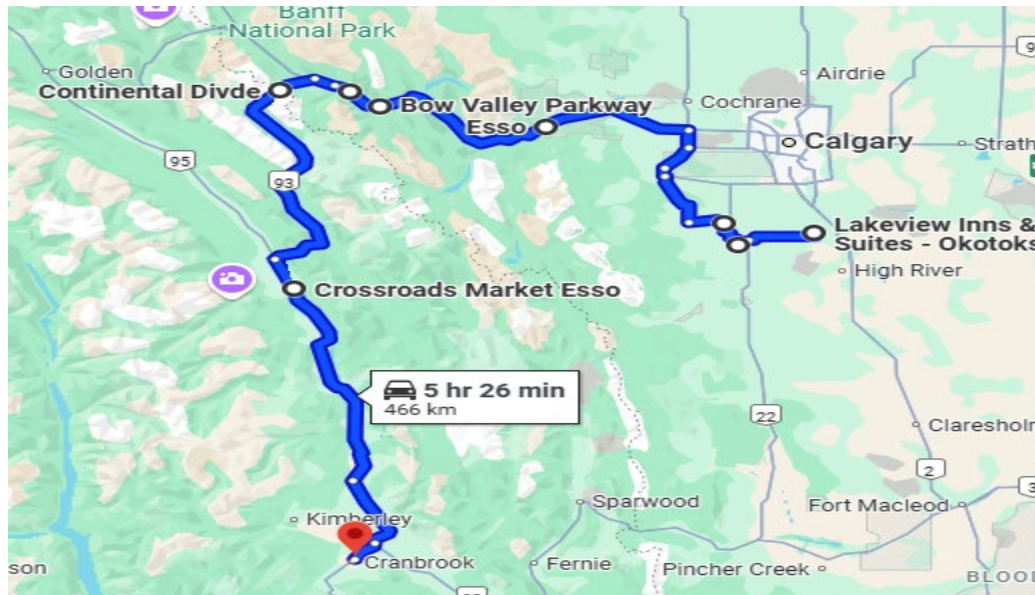 Banff
National Park
Golden
Continental Divde
Airdrie
Cochrane
Bow Valley Parkway
Esso
Calgary
Strath
95
93
Lakeview Inns &
Suites - Okotoks
High River
Crossroads Market Esso
5 hr 26 min
466 km
22
Claresholm
2
3
Sparwood
Fort Macleod
Kimberley
Cranbrook
Fernie
Pincher Creek
son
BLOO